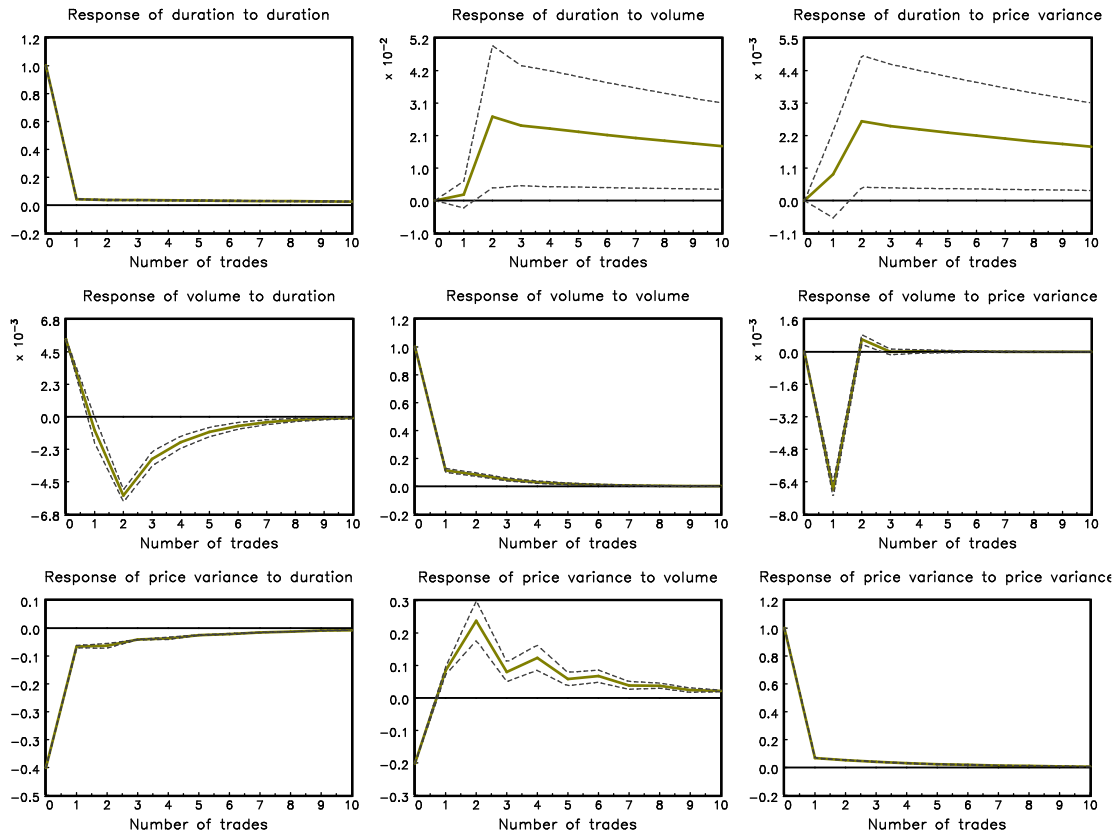 Response of duration to duration
1.2
1.0
0.8
0.6
0.4
0.2
0.0
−0.2
0 1 2 3 4 5 6 7 8 9 10
Number of trades
Response of duration to volume
x 10⁻²
5.2
4.2
3.1
2.1
1.0
0.0
−1.0
0 1 2 3 4 5 6 7 8 9 10
Number of trades
Response of duration to price variance
x 10⁻³
5.5
4.4
3.3
2.2
1.1
0.0
−1.1
0 1 2 3 4 5 6 7 8 9 10
Number of trades
Response of volume to duration
x 10⁻³
6.8
4.5
2.3
0.0
−2.3
−4.5
−6.8
0 1 2 3 4 5 6 7 8 9 10
Number of trades
Response of volume to volume
1.2
1.0
0.8
0.6
0.4
0.2
0.0
−0.2
0 1 2 3 4 5 6 7 8 9 10
Number of trades
Response of volume to price variance
x 10⁻³
1.6
0.0
−1.6
−3.2
−4.8
−6.4
−8.0
0 1 2 3 4 5 6 7 8 9 10
Number of trades
Response of price variance to duration
0.1
0.0
−0.1
−0.2
−0.3
−0.3
−0.4
−0.5
0 1 2 3 4 5 6 7 8 9 10
Number of trades
Response of price variance to volume
0.3
0.2
0.1
0.0
−0.1
−0.2
−0.3
0 1 2 3 4 5 6 7 8 9 10
Number of trades
Response of price variance to price variance
1.2
1.0
0.8
0.6
0.4
0.2
0.0
−0.2
0 1 2 3 4 5 6 7 8 9 10
Number of trades